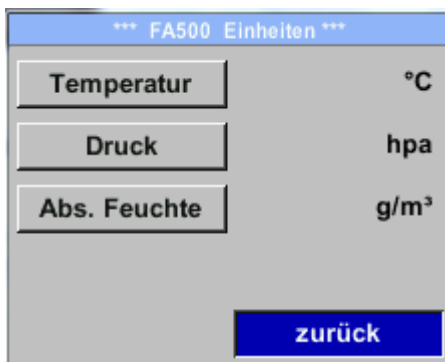 *** FA500 Einheiten ***
Temperatur °C
Druck hpa
Abs. Feuchte g/m³
zurück